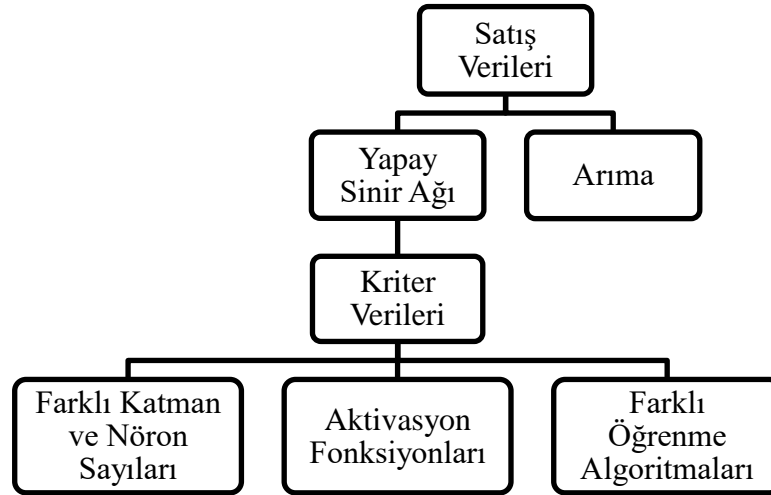 Satış
Verileri
Yapay
Sinir Ağı
Arıma
Kriter
Verileri
Farklı Katman
ve Nöron
Sayıları
Aktivasyon
Fonksiyonları
Farklı
Öğrenme
Algoritmaları